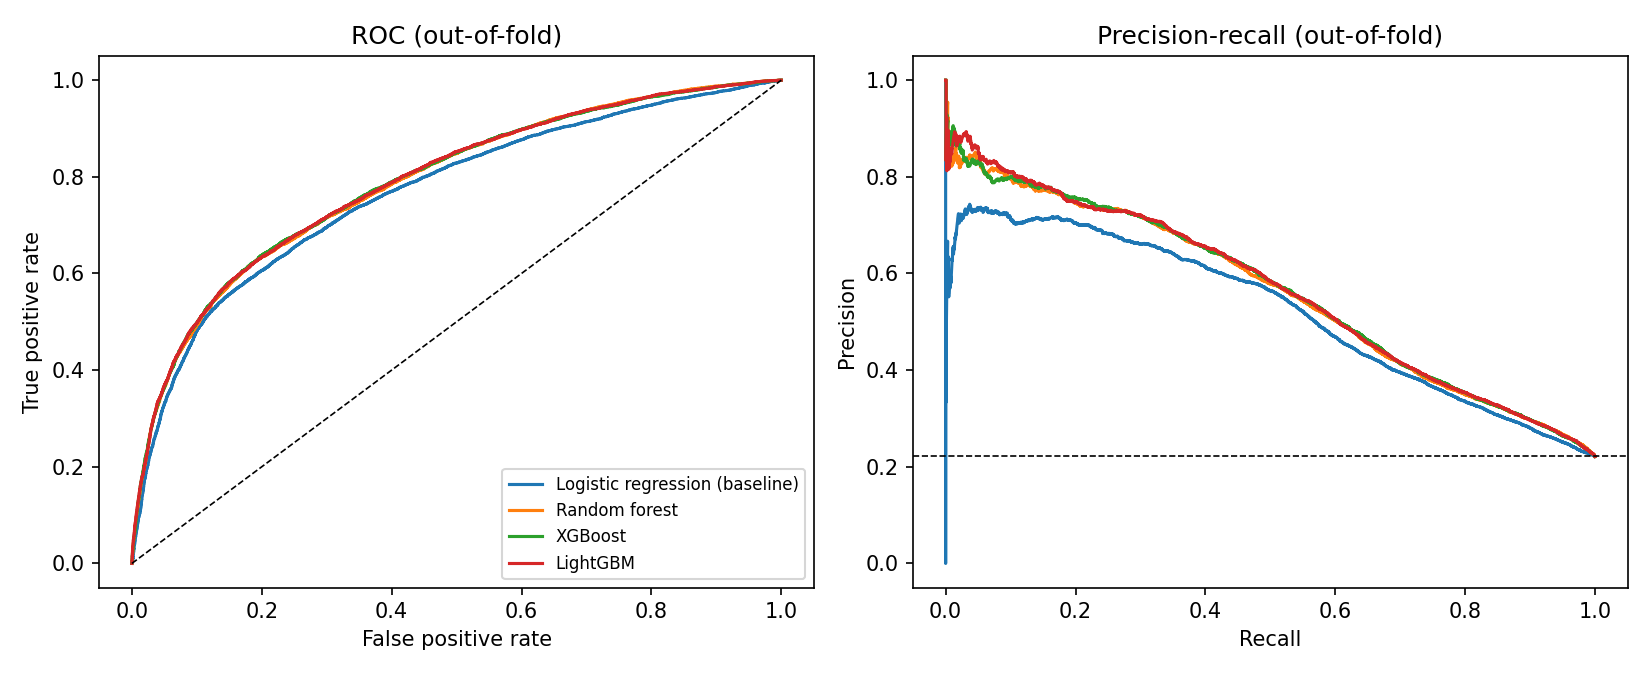 ROC (out-of-fold)
True positive rate
1.0
0.8
0.6
0.4
0.2
0.0
0.0 0.2 0.4 0.6 0.8 1.0
False positive rate
Logistic regression (baseline)
Random forest
XGBoost
LightGBM
Precision-recall (out-of-fold)
Precision
1.0
0.8
0.6
0.4
0.2
0.0
0.0 0.2 0.4 0.6 0.8 1.0
Recall